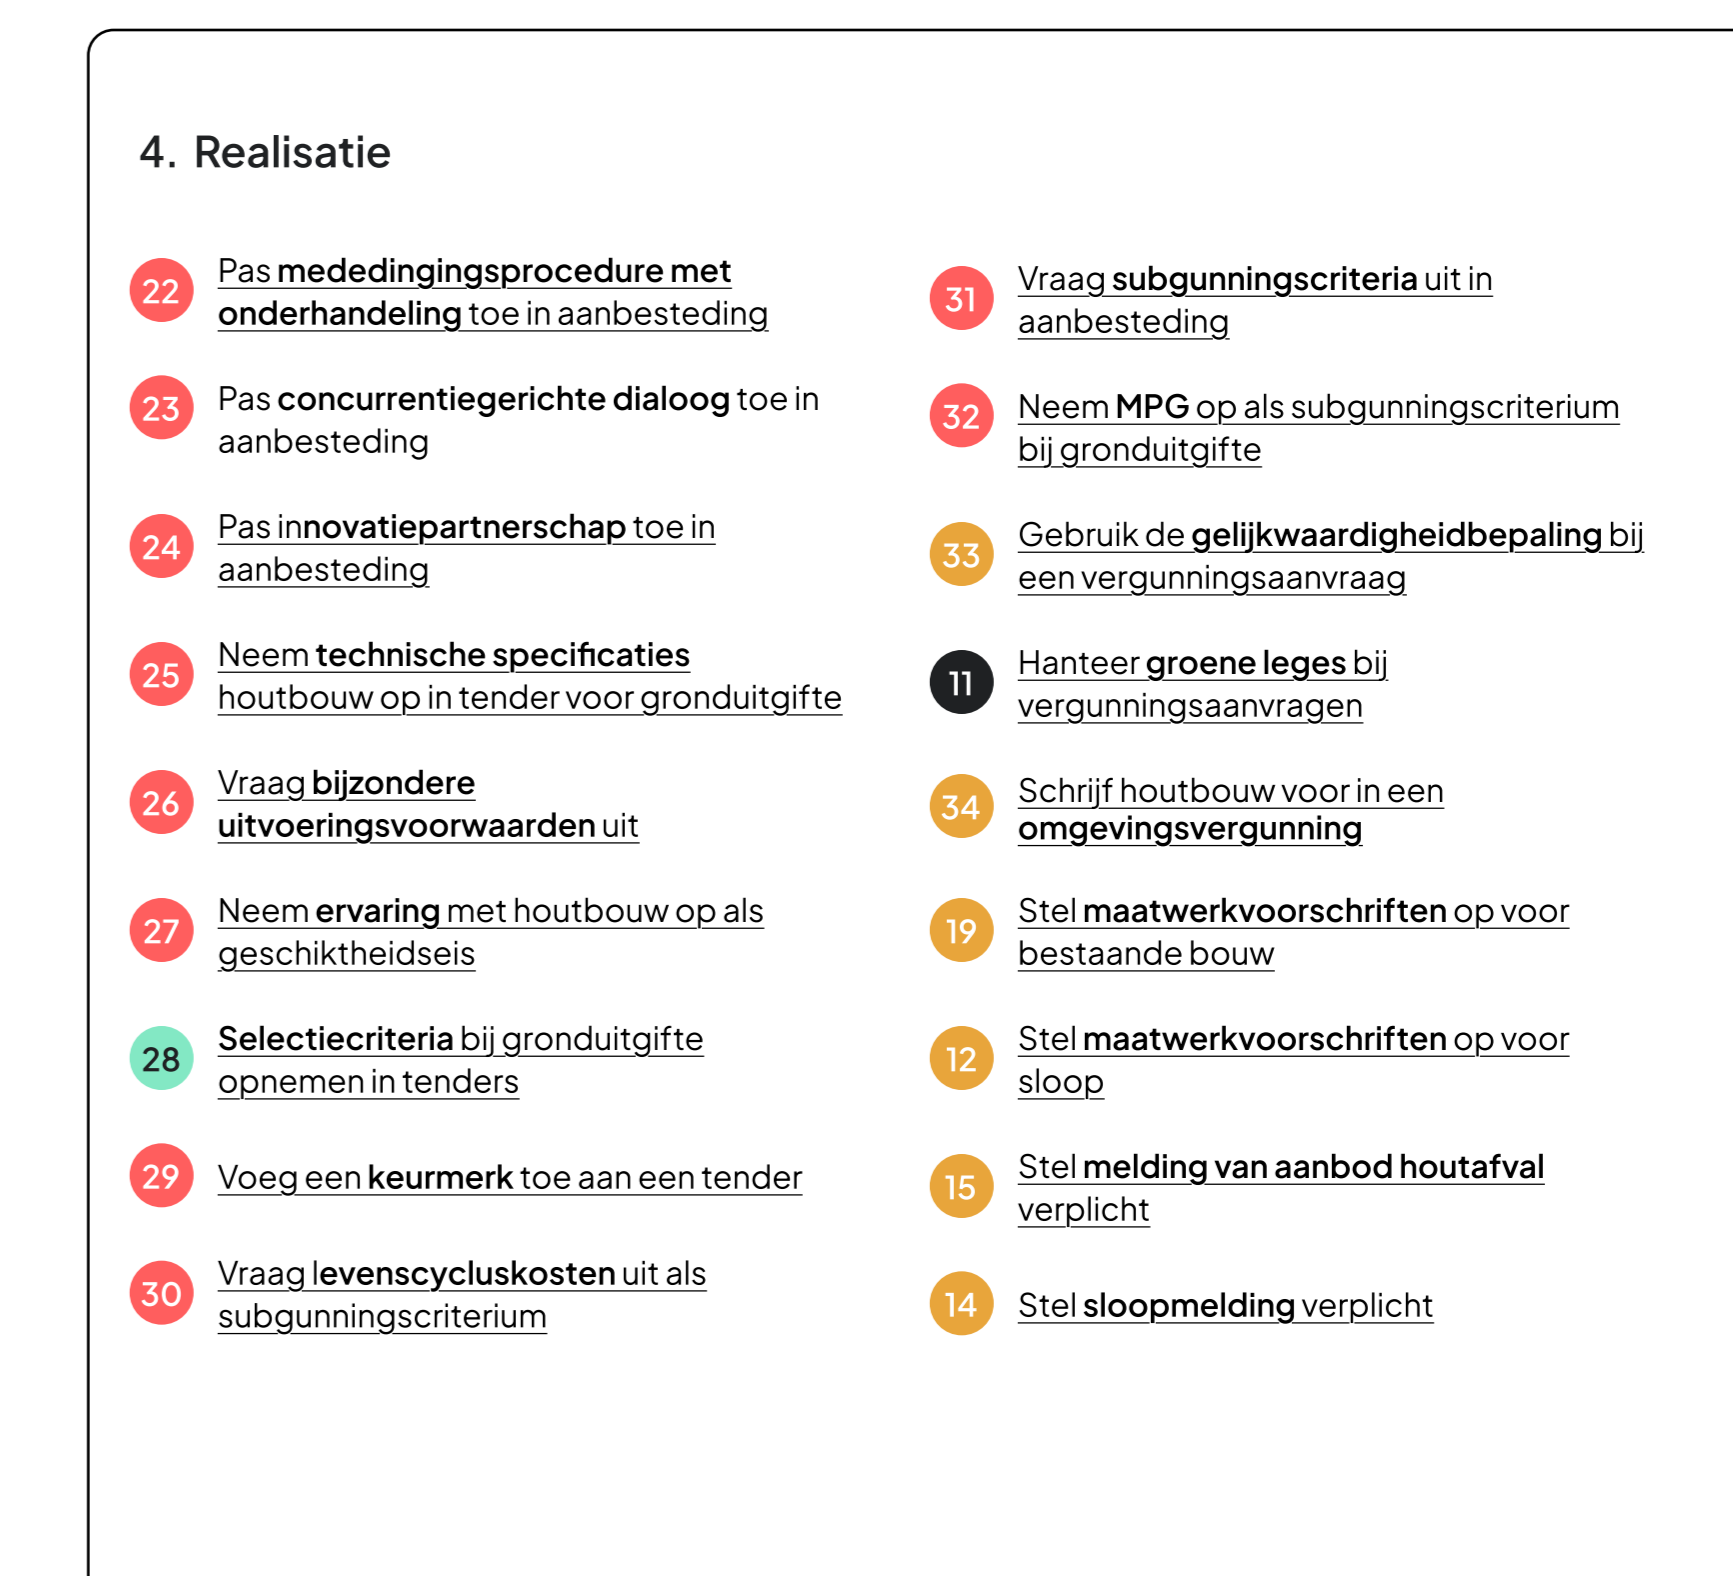 4. Realisatie
22
Pas mededingingsprocedure met
onderhandeling toe in aanbesteding
23
Pas concurrentiegerichte dialoog toe in
aanbesteding
24
Pas innovatiepartnerschap toe in
aanbesteding
25
Neem technische specificaties
houtbouw op in tender voor gronduitgifte
26
Vraag bijzondere
uitvoeringsvoorwaarden uit
27
Neem ervaring met houtbouw op als
geschiktheidseis
28
Selectiecriteria bij gronduitgifte
opnemen in tenders
29
Voeg een keurmerk toe aan een tender
30
Vraag levenscycluskosten uit als
subgunningscriterium
31
Vraag subgunningscriteria uit in
aanbesteding
32
Neem MPG op als subgunningscriterium
bij gronduitgifte
33
Gebruik de gelijkwaardigheidbepaling bij
een vergunningsaanvraag
11
Hanteer groene leges bij
vergunningsaanvragen
34
Schrijf houtbouw voor in een
omgevingsvergunning
19
Stel maatwerkvoorschriften op voor
bestaande bouw
12
Stel maatwerkvoorschriften op voor
sloop
15
Stel melding van aanbod houtafval
verplicht
14
Stel sloopmelding verplicht